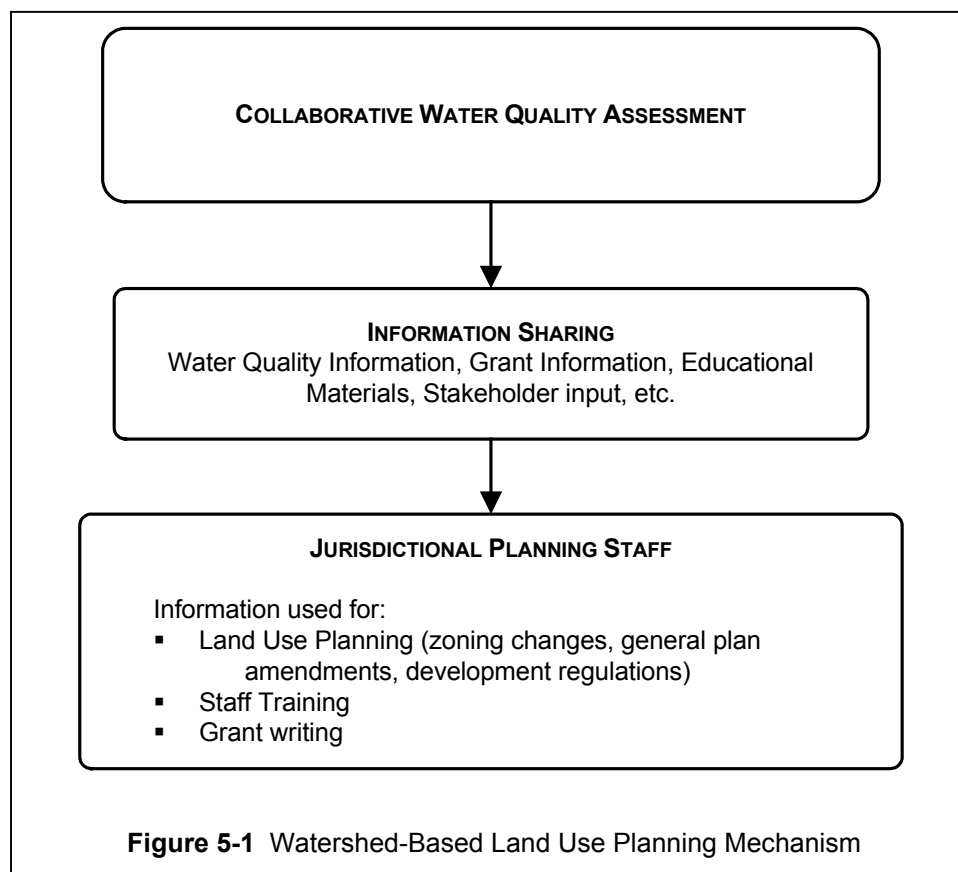 COLLABORATIVE WATER QUALITY ASSESSMENT
INFORMATION SHARING
Water Quality Information, Grant Information, Educational
Materials, Stakeholder input, etc.
JURISDICTIONAL PLANNING STAFF
Information used for:
▪ Land Use Planning (zoning changes, general plan
amendments, development regulations)
▪ Staff Training
▪ Grant writing
Figure 5-1 Watershed-Based Land Use Planning Mechanism